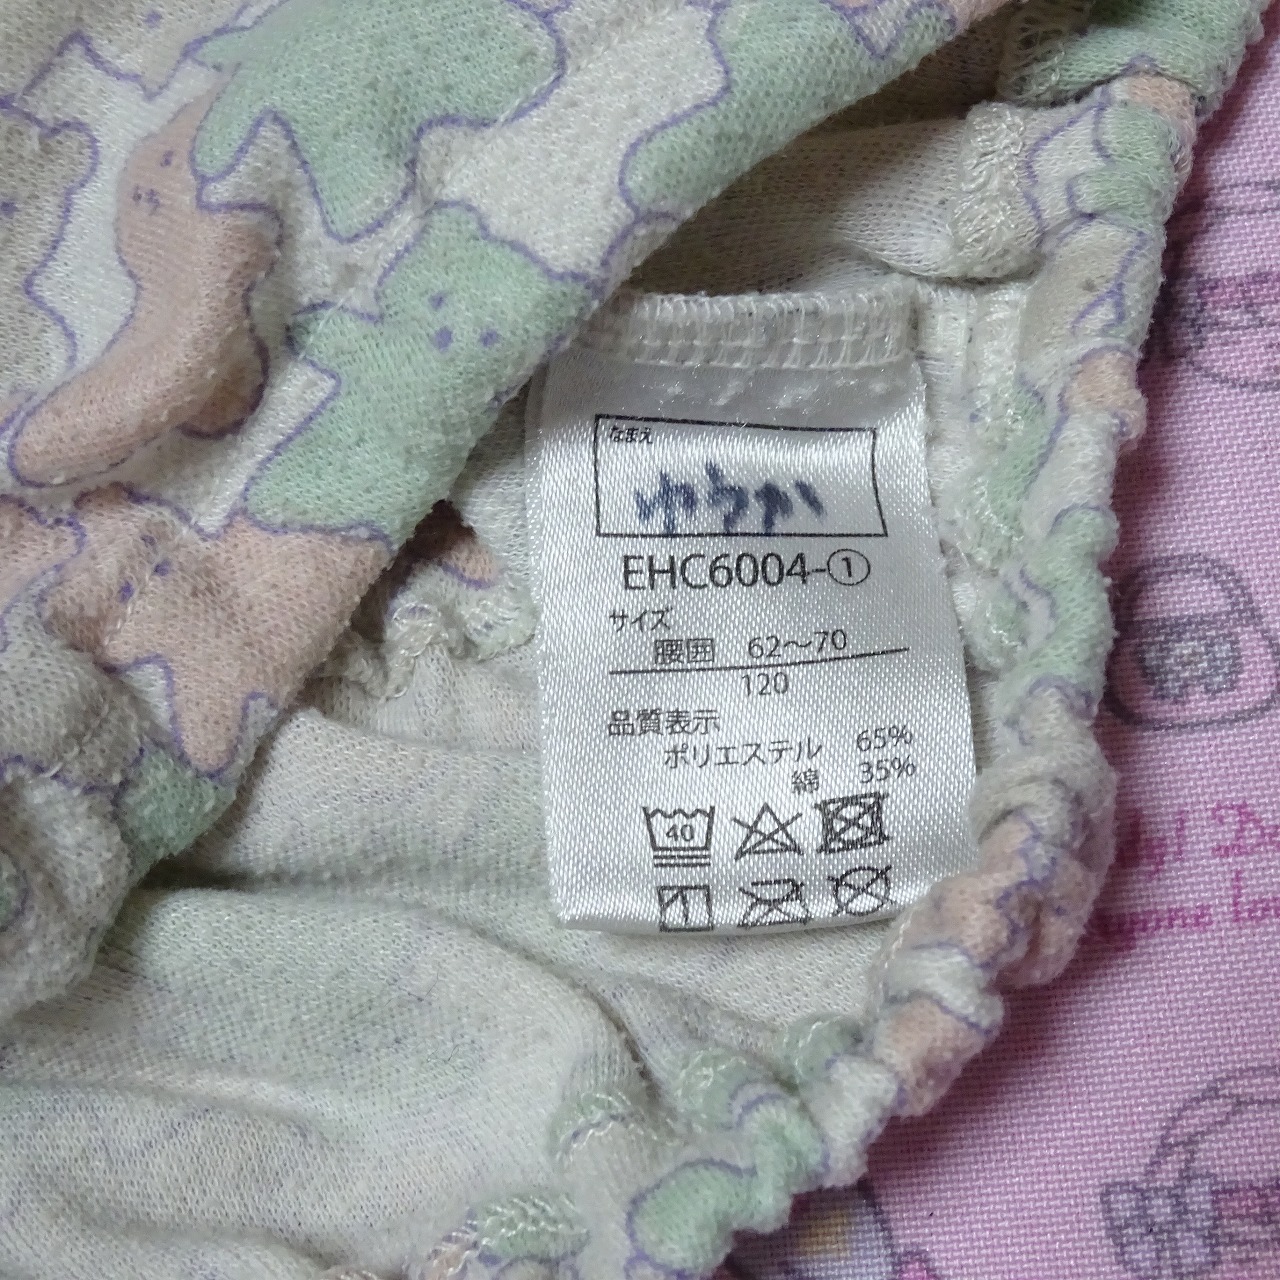 なまえ
ゆうか
EHC6004-①
サイズ
腰囲 62～70
120
品質表示
ポリエステル 65%
綿 35%
40